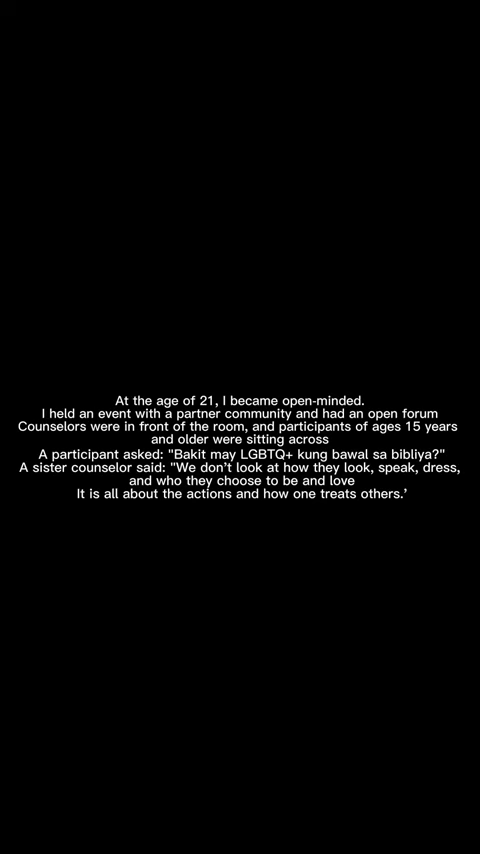 At the age of 21, I became open-minded.
I held an event with a partner community and had an open forum
Counselors were in front of the room, and participants of ages 15 years
and older were sitting across
A participant asked: "Bakit may LGBTQ+ kung bawal sa bibliya?"
A sister counselor said: "We don’t look at how they look, speak, dress,
and who they choose to be and love
It is all about the actions and how one treats others.’